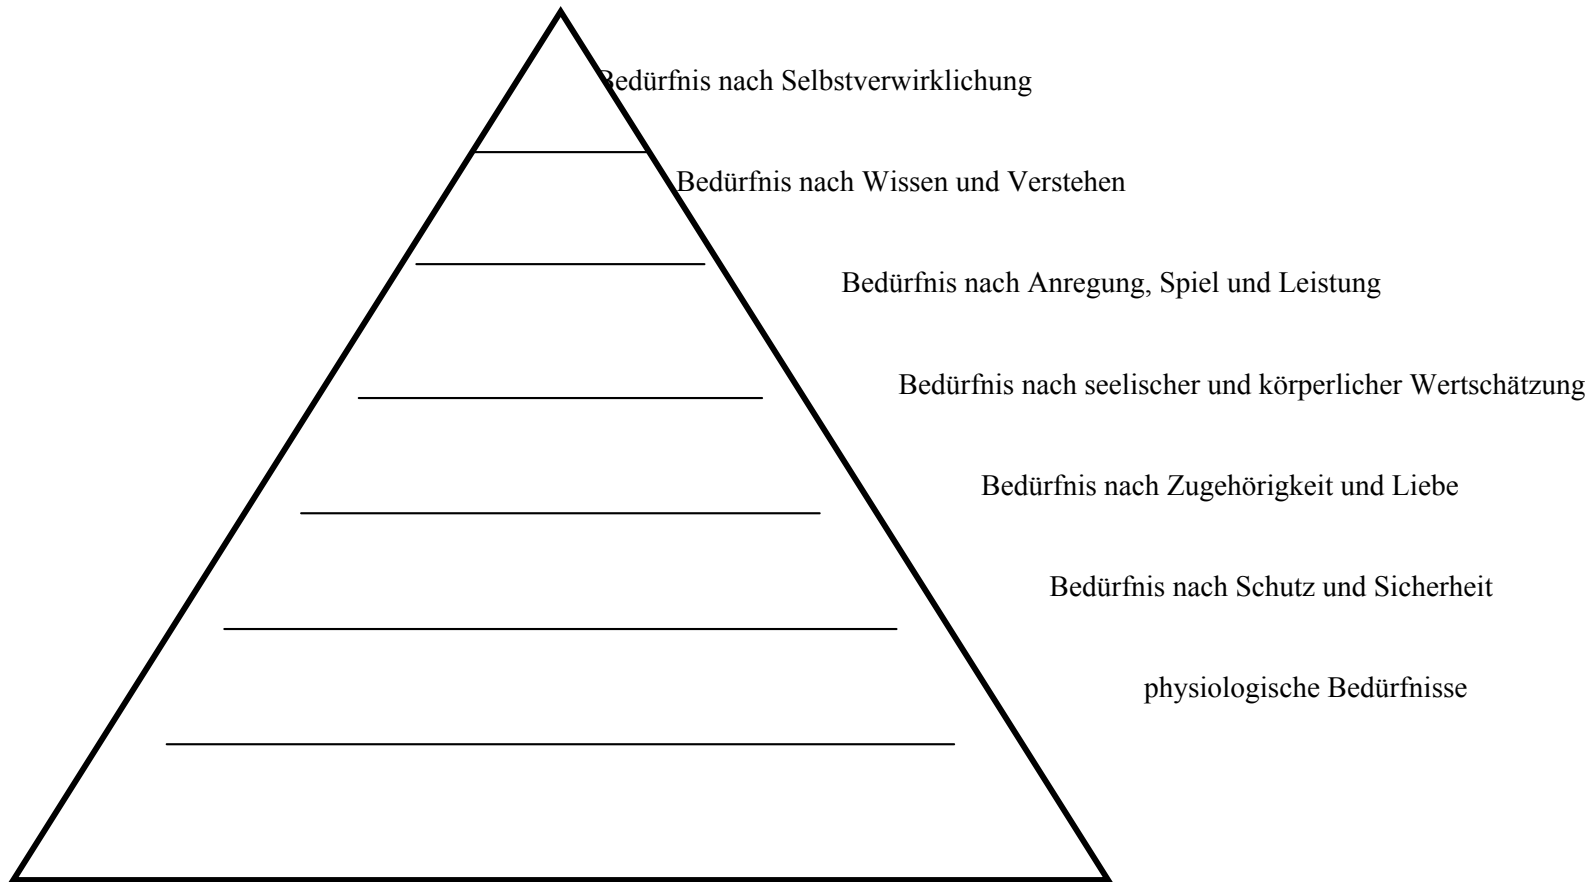 Bedürfnis nach Selbstverwirklichung
Bedürfnis nach Wissen und Verstehen
Bedürfnis nach Anregung, Spiel und Leistung
Bedürfnis nach seelischer und körperlicher Wertschätzung
Bedürfnis nach Zugehörigkeit und Liebe
Bedürfnis nach Schutz und Sicherheit
physiologische Bedürfnisse